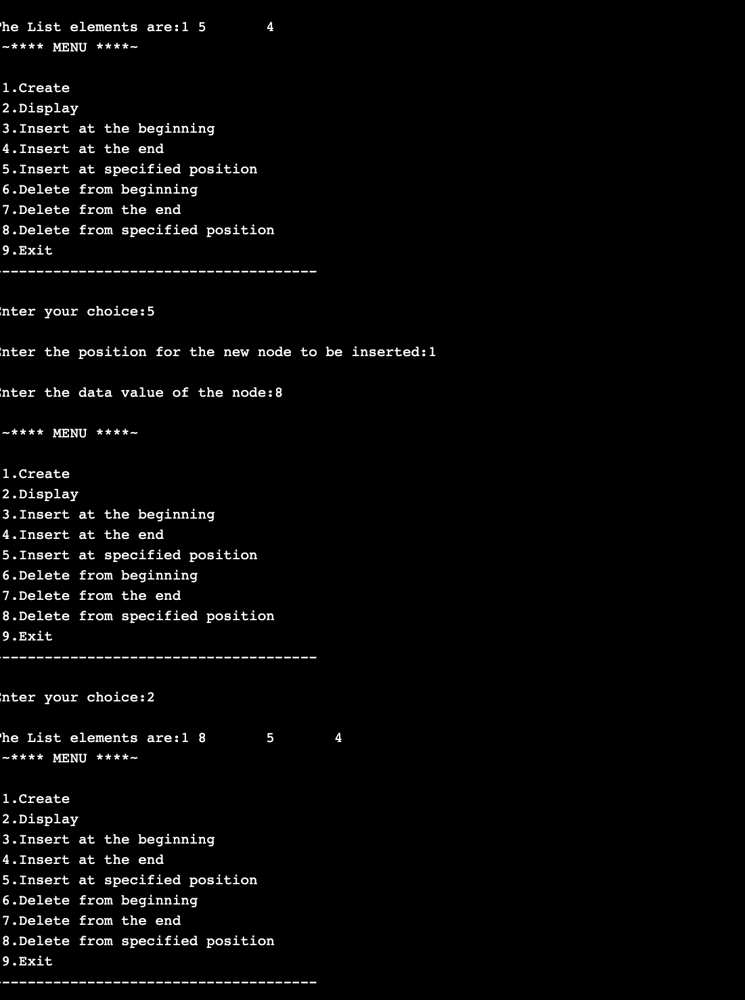 he List elements are:1 5       4
~**** MENU ****~
1.Create
2.Display
3.Insert at the beginning
4.Insert at the end
5.Insert at specified position
6.Delete from beginning
7.Delete from the end
8.Delete from specified position
9.Exit
--------------------------------------
nter your choice:5
nter the position for the new node to be inserted:1
nter the data value of the node:8
~**** MENU ****~
1.Create
2.Display
3.Insert at the beginning
4.Insert at the end
5.Insert at specified position
6.Delete from beginning
7.Delete from the end
8.Delete from specified position
9.Exit
--------------------------------------
nter your choice:2
he List elements are:1 8       5       4
~**** MENU ****~
1.Create
2.Display
3.Insert at the beginning
4.Insert at the end
5.Insert at specified position
6.Delete from beginning
7.Delete from the end
8.Delete from specified position
9.Exit
--------------------------------------